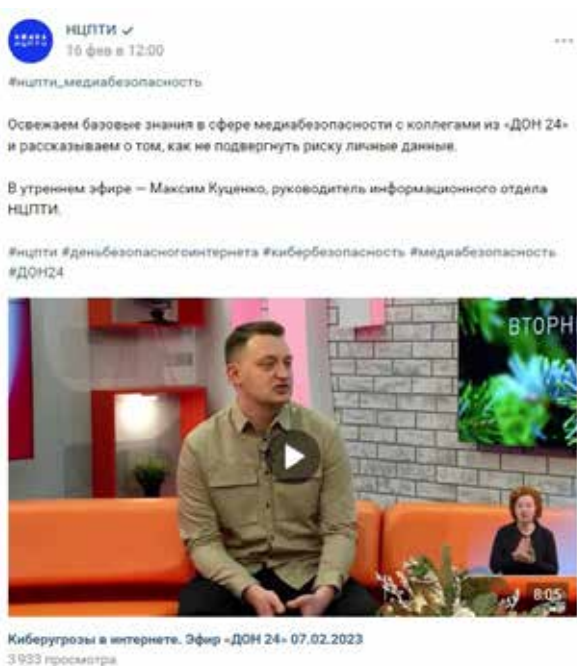 НЦПТИ
16 фев в 12:00
#нцпти_медиабезопасность
Освежаем базовые знания в сфере медиабезопасности с коллегами из «ДОН 24»
и рассказываем о том, как не подвергнуть риску личные данные.
В утреннем эфире — Максим Куценко, руководитель информационного отдела
НЦПТИ.
#нцпти #деньбезопасногоинтернета #кибербезопасность #медиабезопасность
#ДОН24
ВТОРН
8:05
Киберугрозы в интернете. Эфир «ДОН 24» 07.02.2023
3 933 просмотра